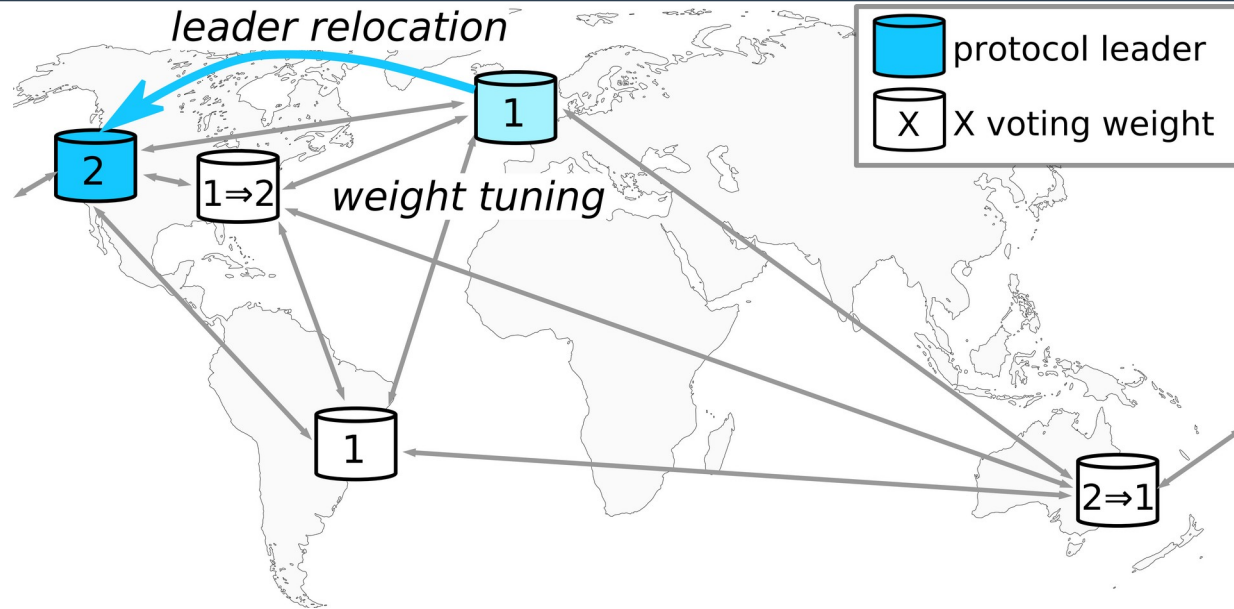 leader relocation
protocol leader
X X voting weight
1
2
1⇒2
weight tuning
1
2⇒1